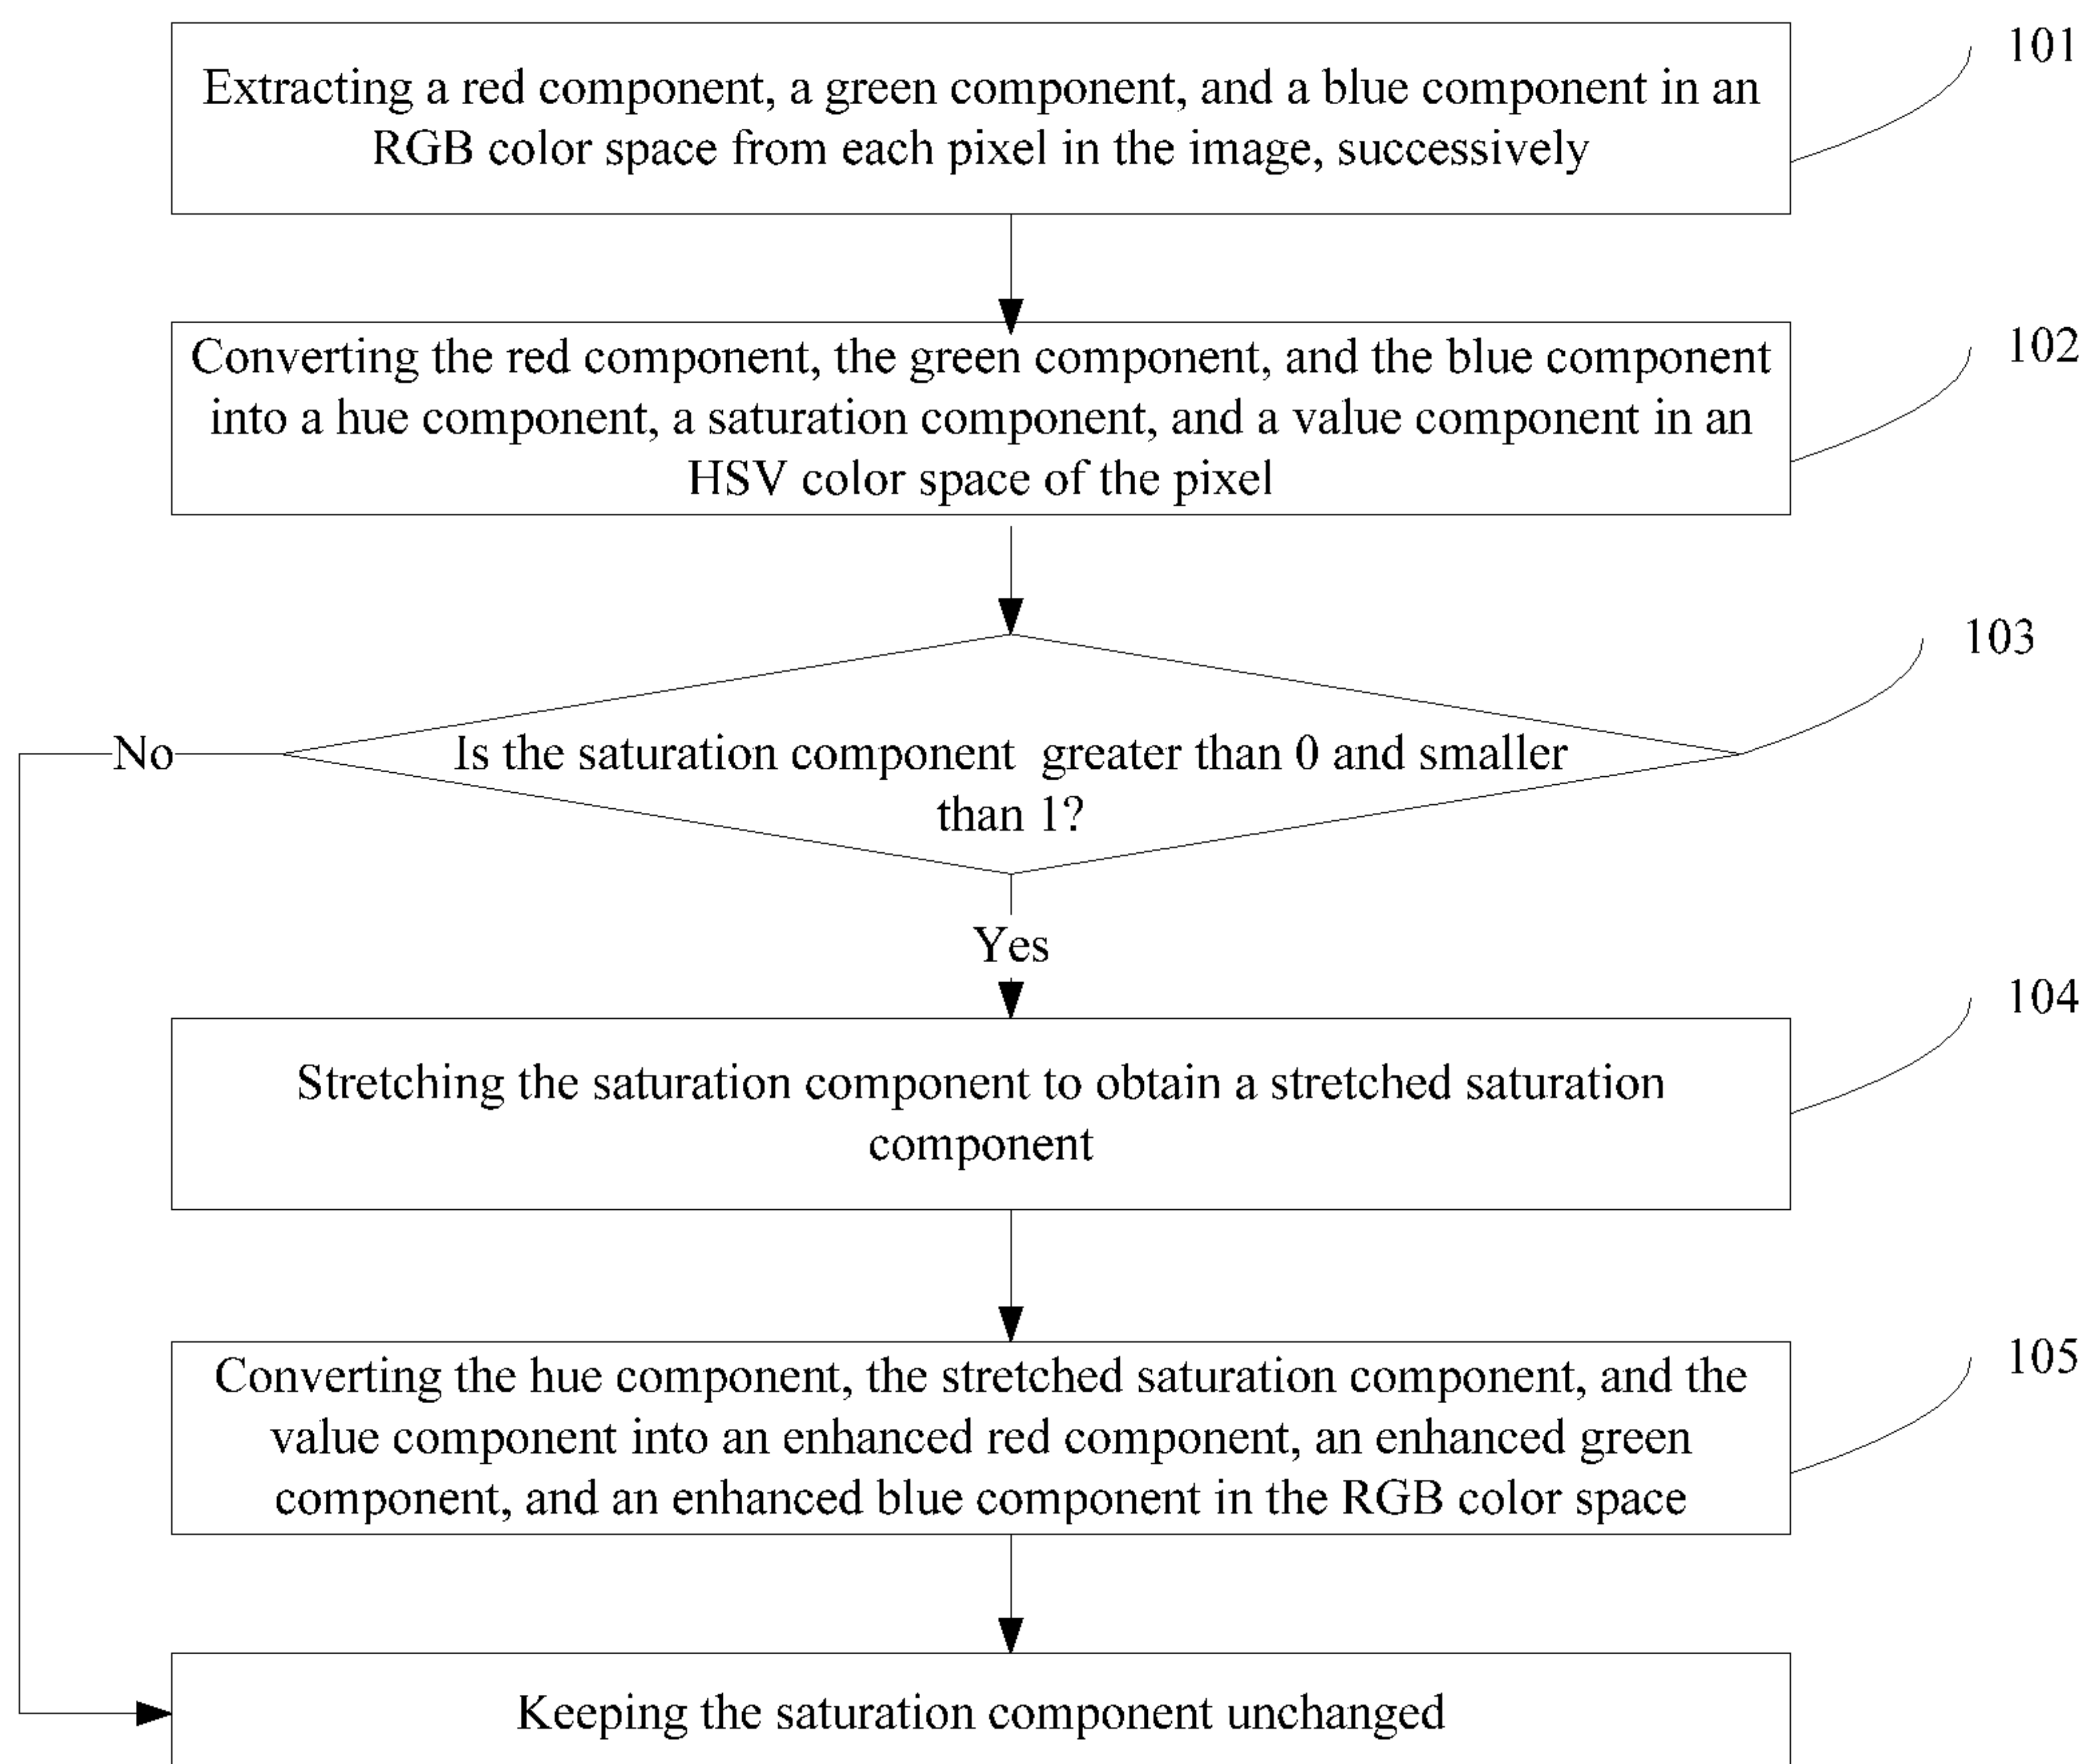 101
Extracting a red component, a green component, and a blue component in an
RGB color space from each pixel in the image, successively
102
Converting the red component, the green component, and the blue component
into a hue component, a saturation component, and a value component in an
HSV color space of the pixel
103
No
Is the saturation component greater than 0 and smaller
than 1?
Yes
104
Stretching the saturation component to obtain a stretched saturation
component
105
Converting the hue component, the stretched saturation component, and the
value component into an enhanced red component, an enhanced green
component, and an enhanced blue component in the RGB color space
Keeping the saturation component unchanged